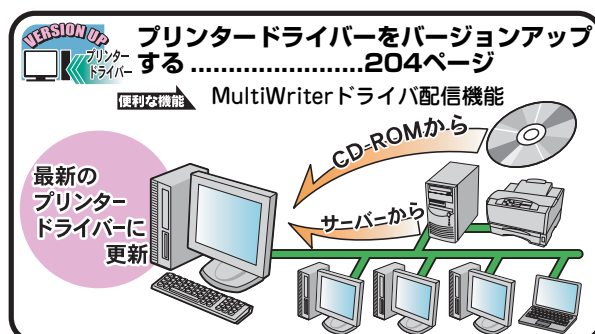 VERSION UP
プリンター
ドライバー
プリンタードライバーをバージョンアップ
する ........................204ページ
便利な機能
MultiWriterドライバ配信機能
CD-ROMから
サーバーから
最新の
プリンター
ドライバーに
更新